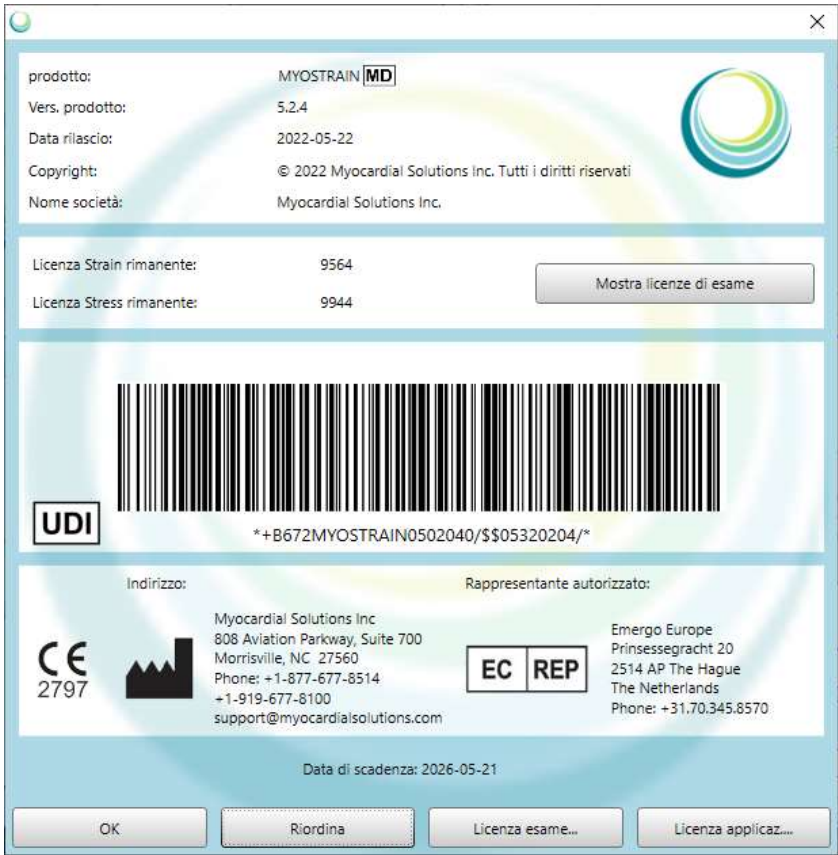 prodotto: MYOSTRAIN MD
Vers. prodotto: 5.2.4
Data rilascio: 2022-05-22
Copyright: © 2022 Myocardial Solutions Inc. Tutti i diritti riservati
Nome società: Myocardial Solutions Inc.
Licenza Strain rimanente: 9564
Licenza Stress rimanente: 9944
Mostra licenze di esame
UDI
*+B672MYOSTRAIN0502040/$$05320204/*
Indirizzo:
CE
2797
Myocardial Solutions Inc
808 Aviation Parkway, Suite 700
Morrisville, NC 27560
Phone: +1-877-677-8514
+1-919-677-8100
support@myocardialsolutions.com
Rappresentante autorizzato:
EC REP
Emergo Europe
Prinsessegracht 20
2514 AP The Hague
The Netherlands
Phone: +31.70.345.8570
Data di scadenza: 2026-05-21
OK
Riordina
Licenza esame...
Licenza applicaz....